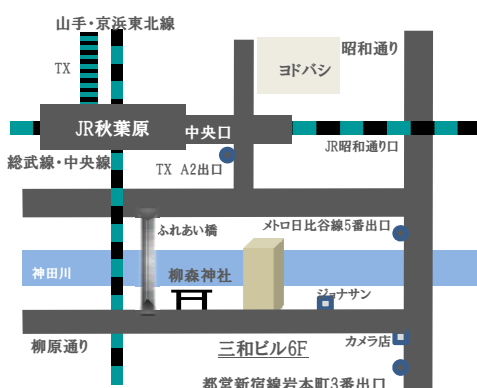 山手・京浜東北線
昭和通り
TX
ヨドバシ
JR秋葉原
中央口
JR昭和通り口
総武線・中央線
TX A2出口
ふれあい橋
メトロ日比谷線5番出口
神田川
柳森神社
ジョナサン
柳原通り
三和ビル6F
カメラ店
都営新宿線岩本町3番出口